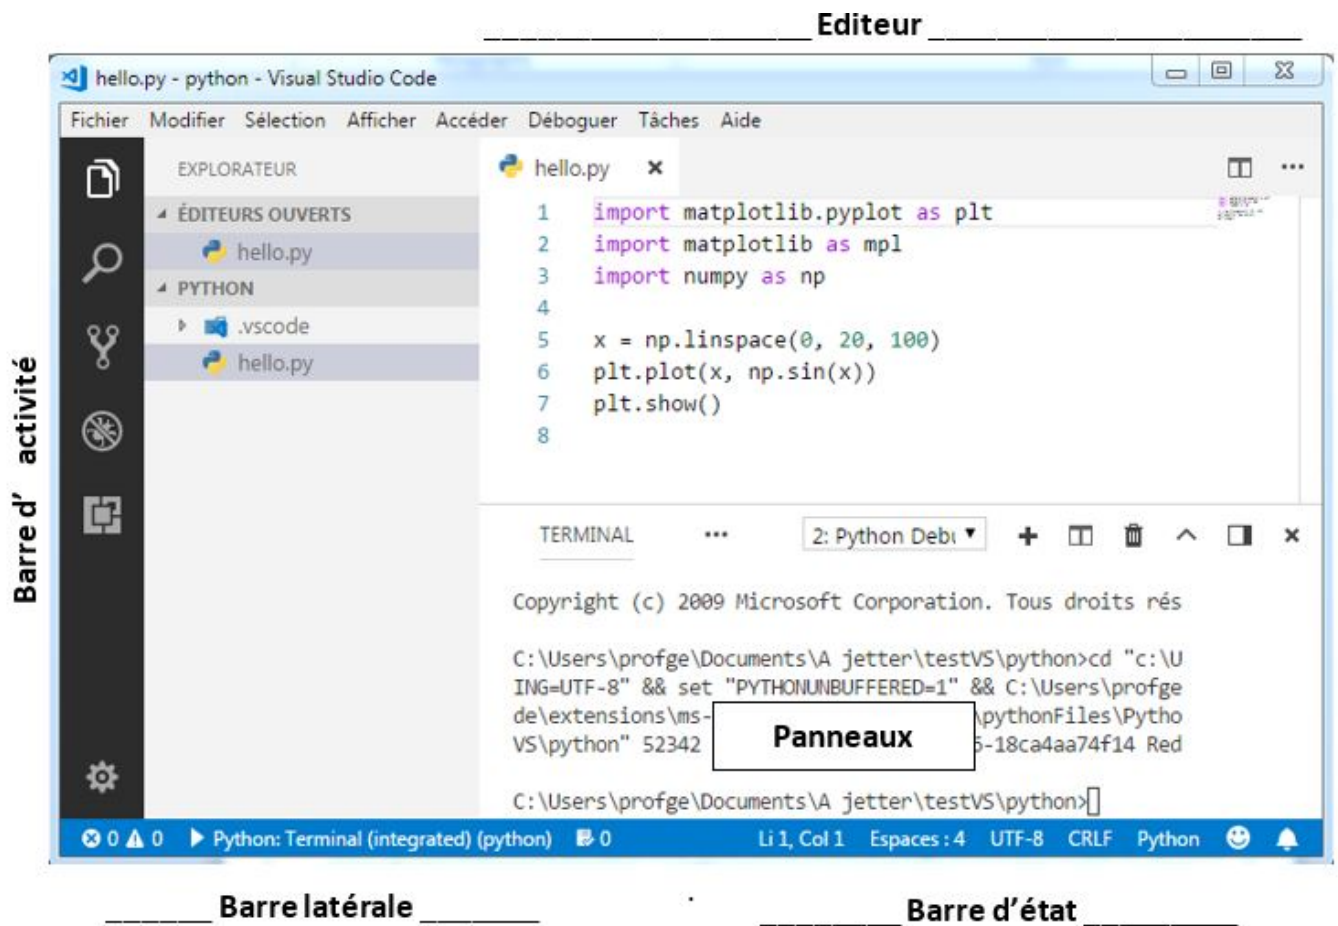 Editeur
hello.py - python - Visual Studio Code
Fichier Modifier Sélection Afficher Accéder Déboguer Tâches Aide
EXPLORATEUR
ÉDITEURS OUVERTS
hello.py
PYTHON
.vscode
hello.py
Barre d' activité
hello.py
1 import matplotlib.pyplot as plt
2 import matplotlib as mpl
3 import numpy as np
4
5 x = np.linspace(0, 20, 100)
6 plt.plot(x, np.sin(x))
7 plt.show()
8
TERMINAL ••• 2: Python Debu
Copyright (c) 2009 Microsoft Corporation. Tous droits rés
C:\Users\profge\Documents\A jetter\testVS\python>cd "c:\U
ING=UTF-8" && set "PYTHONUNBUFFERED=1" && C:\Users\profge
de\extensions\ms- \pythonFiles\Pytho
VS\python" 52342 -18ca4aa74f14 Red
Panneaux
C:\Users\profge\Documents\A jetter\testVS\python>
0 0 Python: Terminal (integrated) (python) 0 Li 1, Col 1 Espaces : 4 UTF-8 CRLF Python
Barre latérale
Barre d'état